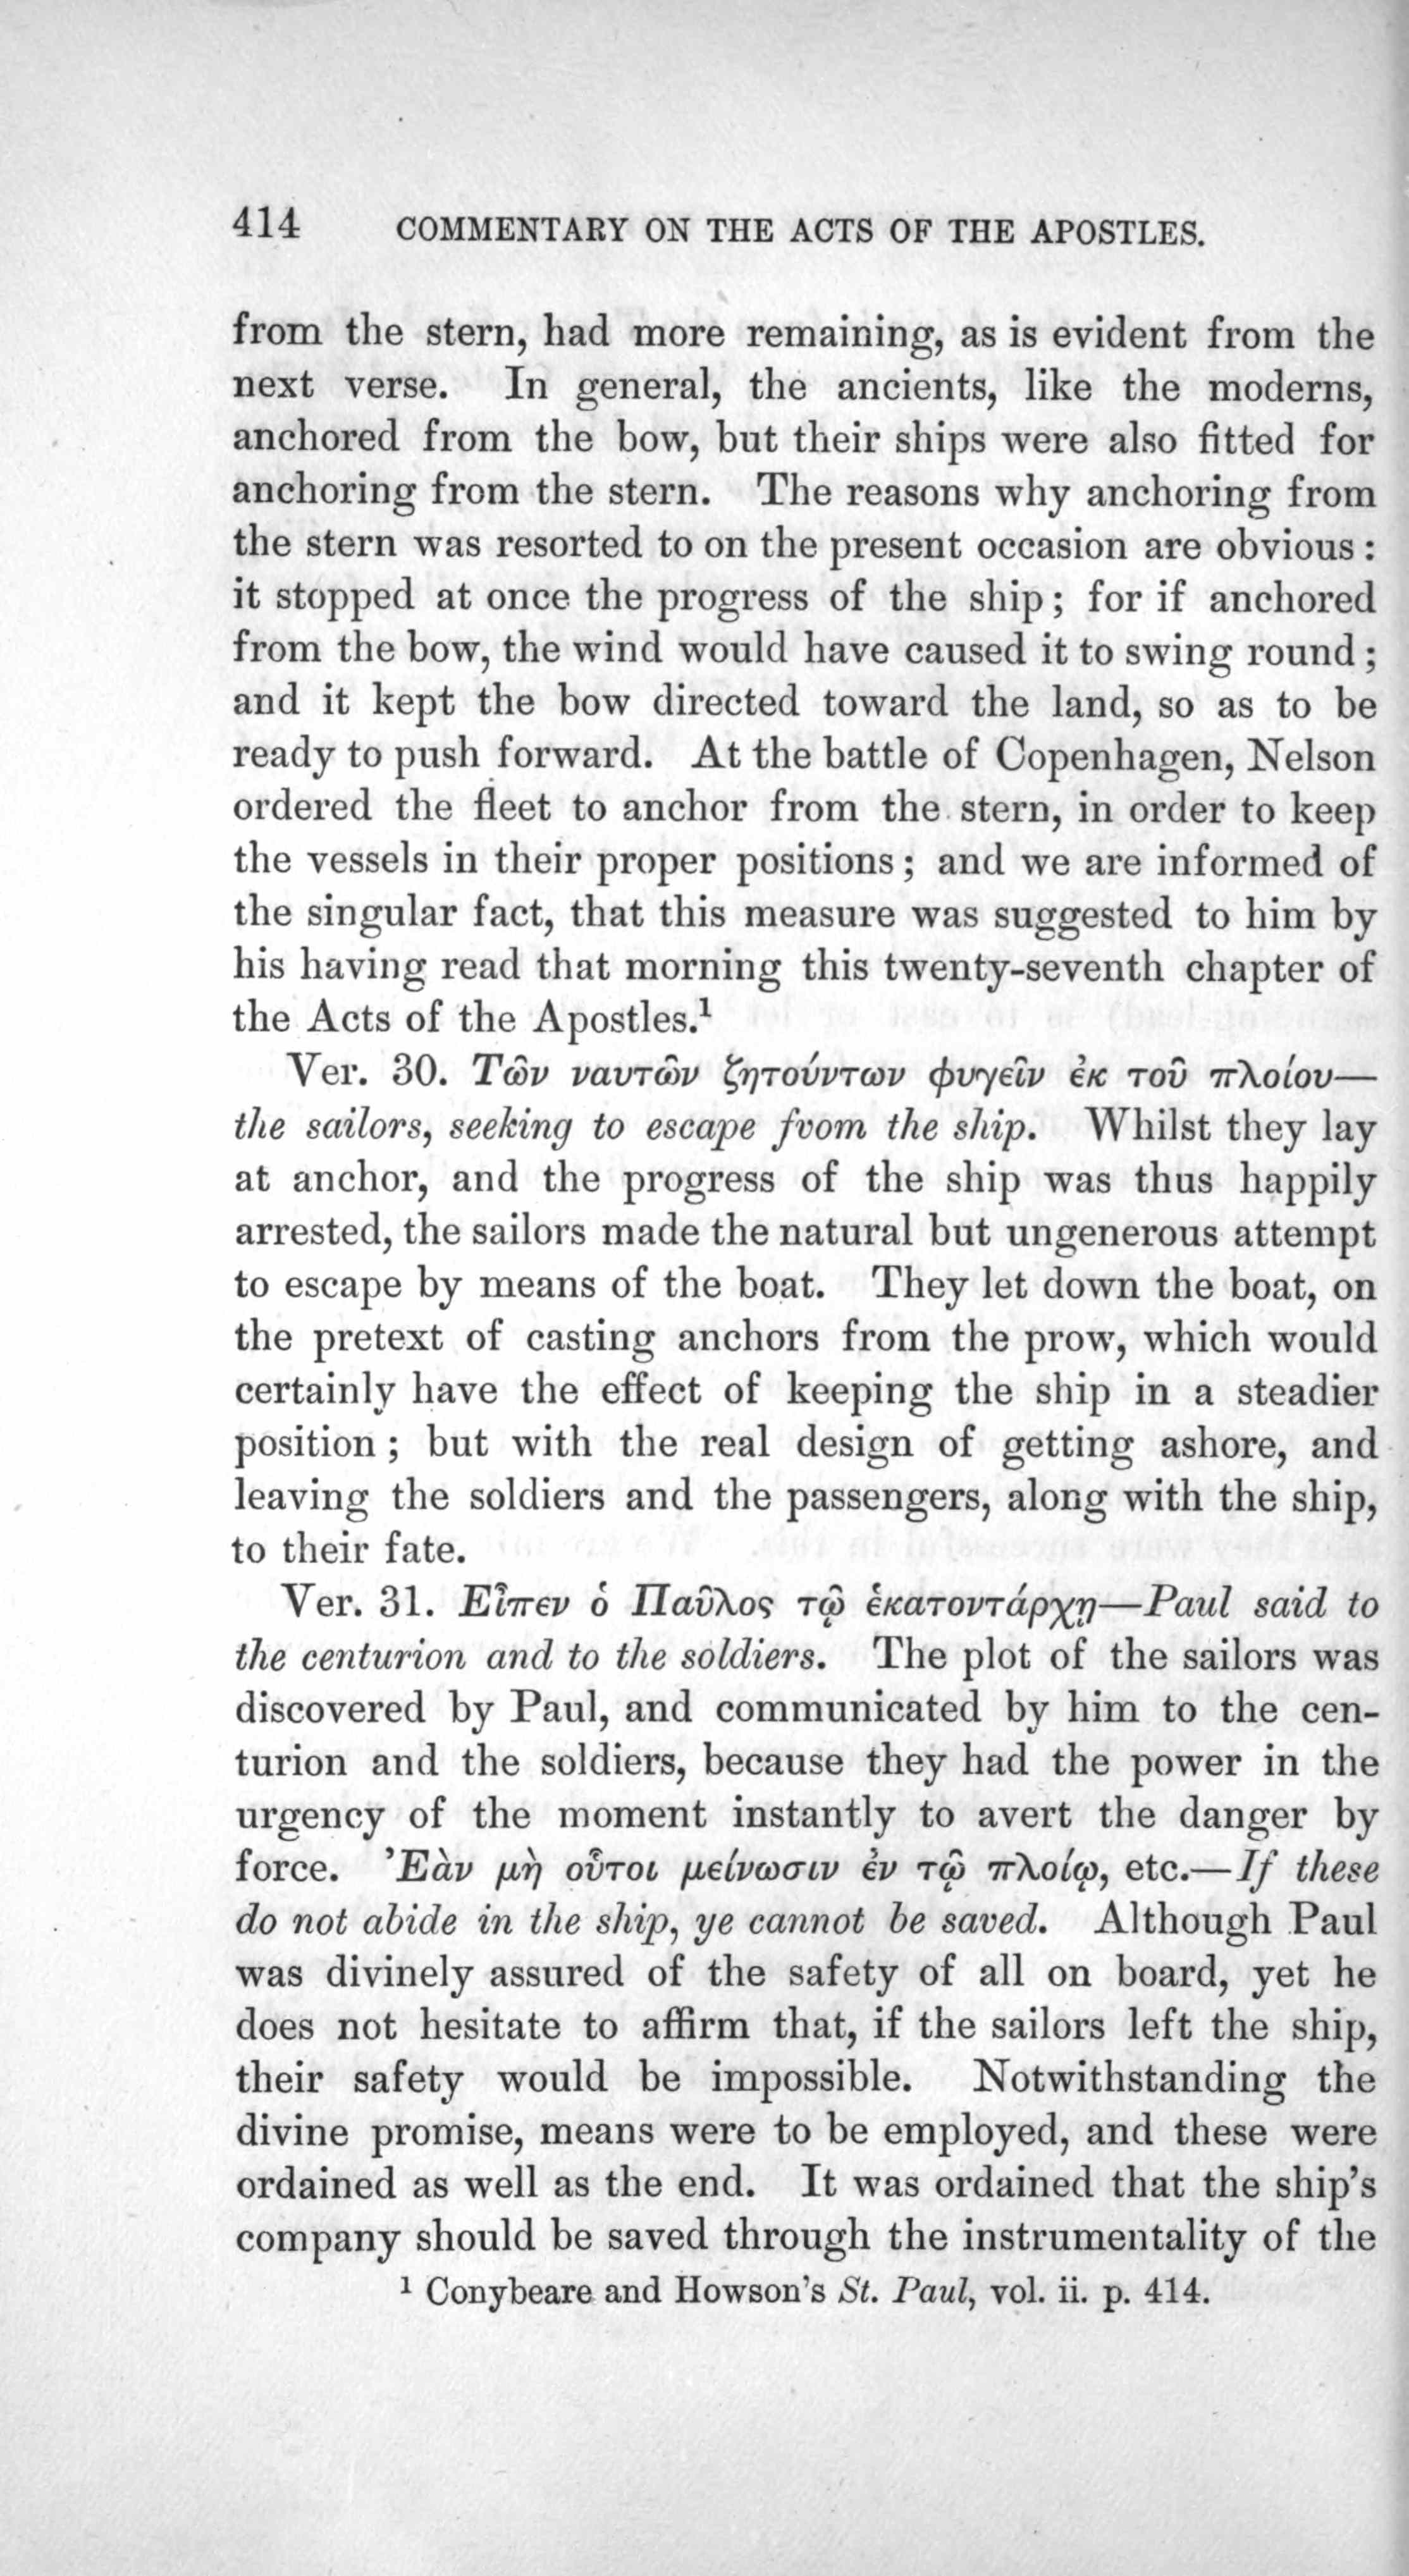 414 COMMENTARY ON THE ACTS OF THE APOSTLES.
from the stern, had more remaining, as is evident from the
next verse. In general, the ancients, like the moderns,
anchored from the bow, but their ships were also fitted for
anchoring from the stern. The reasons why anchoring from
the stern was resorted to on the present occasion are obvious:
it stopped at once the progress of the ship; for if anchored
from the bow, the wind would have caused it to swing round;
and it kept the bow directed toward the land, so as to be
ready to push forward. At the battle of Copenhagen, Nelson
ordered the fleet to anchor from the stern, in order to keep
the vessels in their proper positions; and we are informed of
the singular fact, that this measure was suggested to him by
his having read that morning this twenty-seventh chapter of
the Acts of the Apostles.¹
Ver. 30. Τῶν ναυτῶν ζητούντων φυγεῖν ἐκ τοῦ πλοίου—
the sailors, seeking to escape fvom the ship. Whilst they lay
at anchor, and the progress of the ship was thus happily
arrested, the sailors made the natural but ungenerous attempt
to escape by means of the boat. They let down the boat, on
the pretext of casting anchors from the prow, which would
certainly have the effect of keeping the ship in a steadier
position; but with the real design of getting ashore, and
leaving the soldiers and the passengers, along with the ship,
to their fate.
Ver. 31. Εἶπεν ὁ Παῦλος τῷ ἑκατοντάρχῃ—Paul said to
the centurion and to the soldiers. The plot of the sailors was
discovered by Paul, and communicated by him to the cen-
turion and the soldiers, because they had the power in the
urgency of the moment instantly to avert the danger by
force. Ἐὰν μὴ οὗτοι μείνωσιν ἐν τῷ πλοίῳ, etc.—If these
do not abide in the ship, ye cannot be saved. Although Paul
was divinely assured of the safety of all on board, yet he
does not hesitate to affirm that, if the sailors left the ship,
their safety would be impossible. Notwithstanding the
divine promise, means were to be employed, and these were
ordained as well as the end. It was ordained that the ship's
company should be saved through the instrumentality of the
¹ Conybeare and Howson's St. Paul, vol. ii. p. 414.